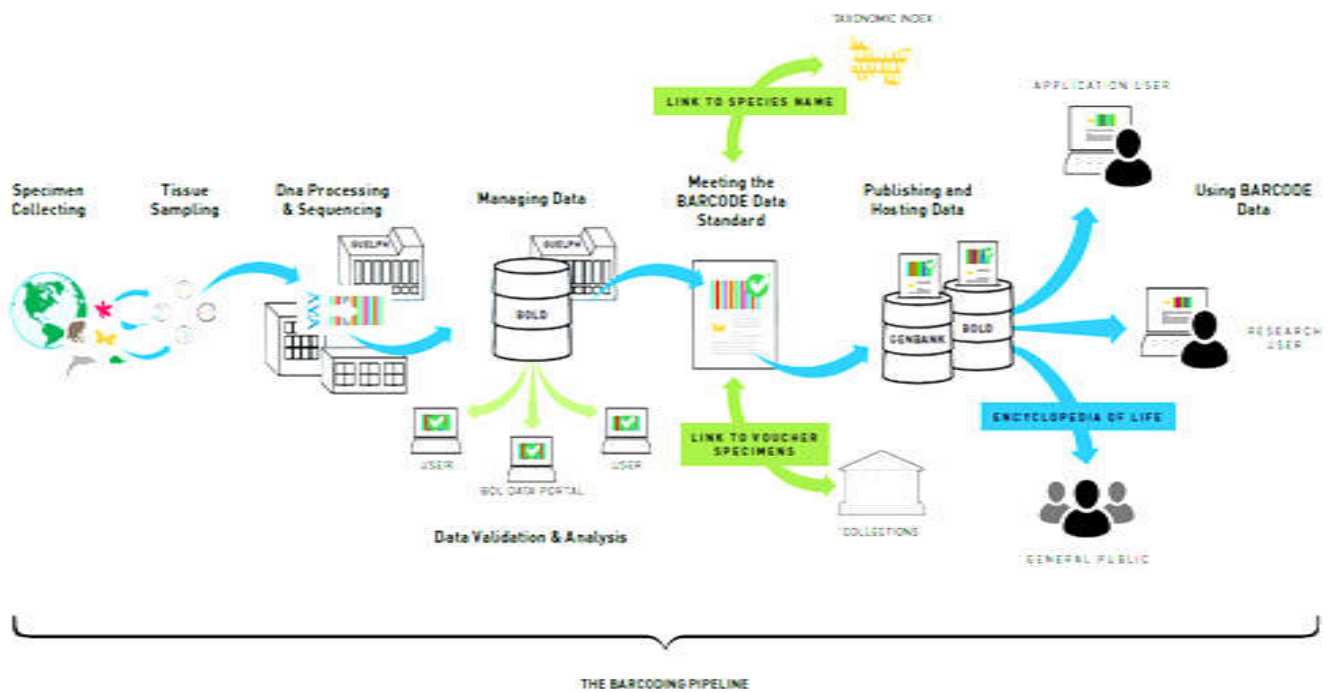 TAXONOMIC INDEX
LINK TO SPECIES NAME
APPLICATION USER
Specimen
Collecting
Tissue
Sampling
Dna Processing
& Sequencing
Managing Data
Meeting the
BARCODE Data
Standard
Publishing and
Hosting Data
Using BARCODE
Data
GUELPH
GUELPH
BOLD
GENBANK
BOLD
RESEARCH
USER
ENCYCLOPEDIA OF LIFE
LINK TO VOUCHER
SPECIMENS
USER
USER
BOL DATA PORTAL
Data Validation & Analysis
COLLECTIONS
GENERAL PUBLIC
THE BARCODING PIPELINE